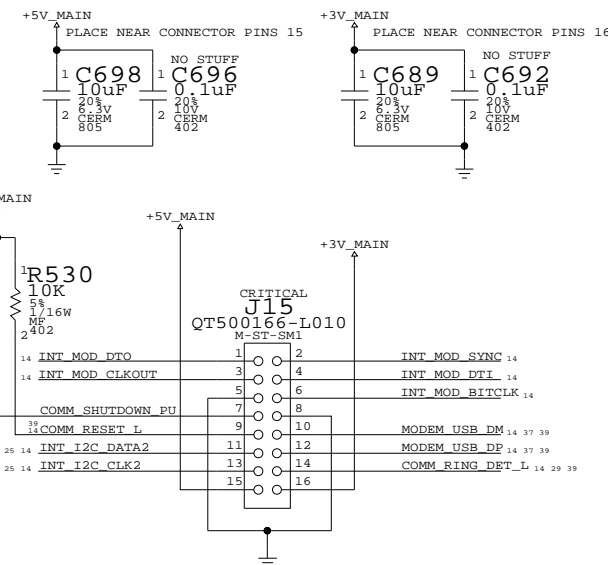 +5V_MAIN
PLACE NEAR CONNECTOR PINS 15
NO STUFF
1 C698
10uF
20%
6.3V
2 CERM
805
1 C696
0.1uF
20%
10V
2 CERM
402
+3V_MAIN
PLACE NEAR CONNECTOR PINS 16
NO STUFF
1 C689
10uF
20%
6.3V
2 CERM
805
1 C692
0.1uF
20%
10V
2 CERM
402
MAIN
1 R530
10K
5%
1/16W
MF
2 402
+5V_MAIN
+3V_MAIN
CRITICAL
J15
QT500166-L010
M-ST-SM1
14 INT_MOD_DTO 1 2 INT_MOD_SYNC 14
14 INT_MOD_CLKOUT 3 4 INT_MOD_DTI 14
5 6 INT_MOD_BITCLK 14
COMM_SHUTDOWN_PU 7 8
39 14 COMM_RESET_L 9 10 MODEM_USB_DM 14 37 39
25 14 INT_I2C_DATA2 11 12 MODEM_USB_DP 14 37 39
25 14 INT_I2C_CLK2 13 14 COMM_RING_DET_L 14 29 39
15 16